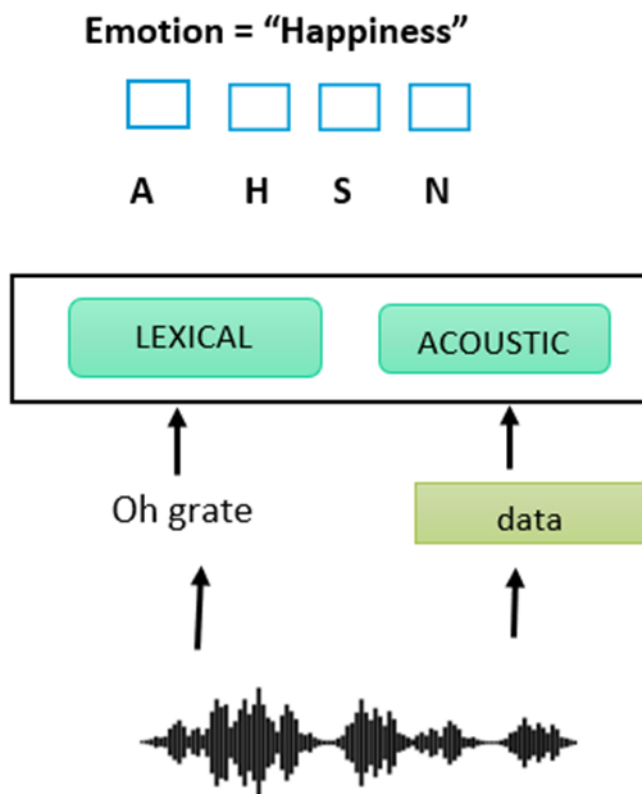 Emotion = “Happiness”
A H S N
LEXICAL ACOUSTIC
Oh grate data